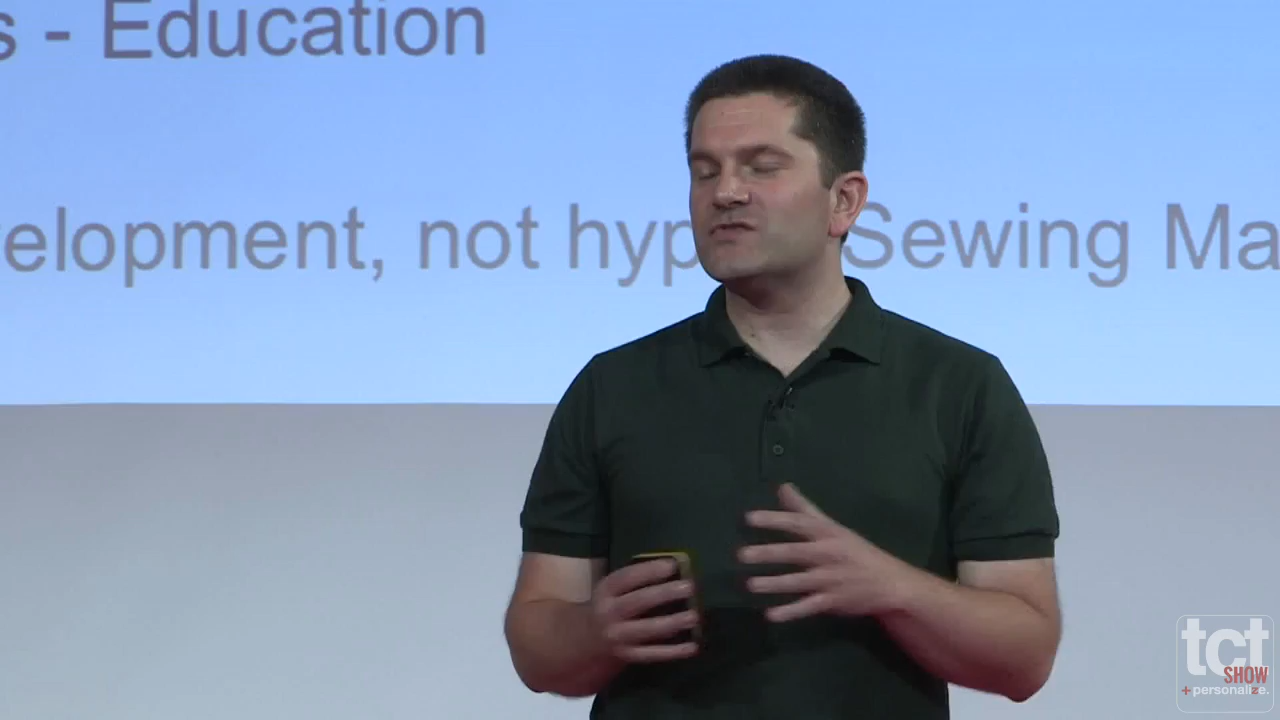 s - Education
elopment, not hyp Sewing Ma
tct
SHOW
+personalize.